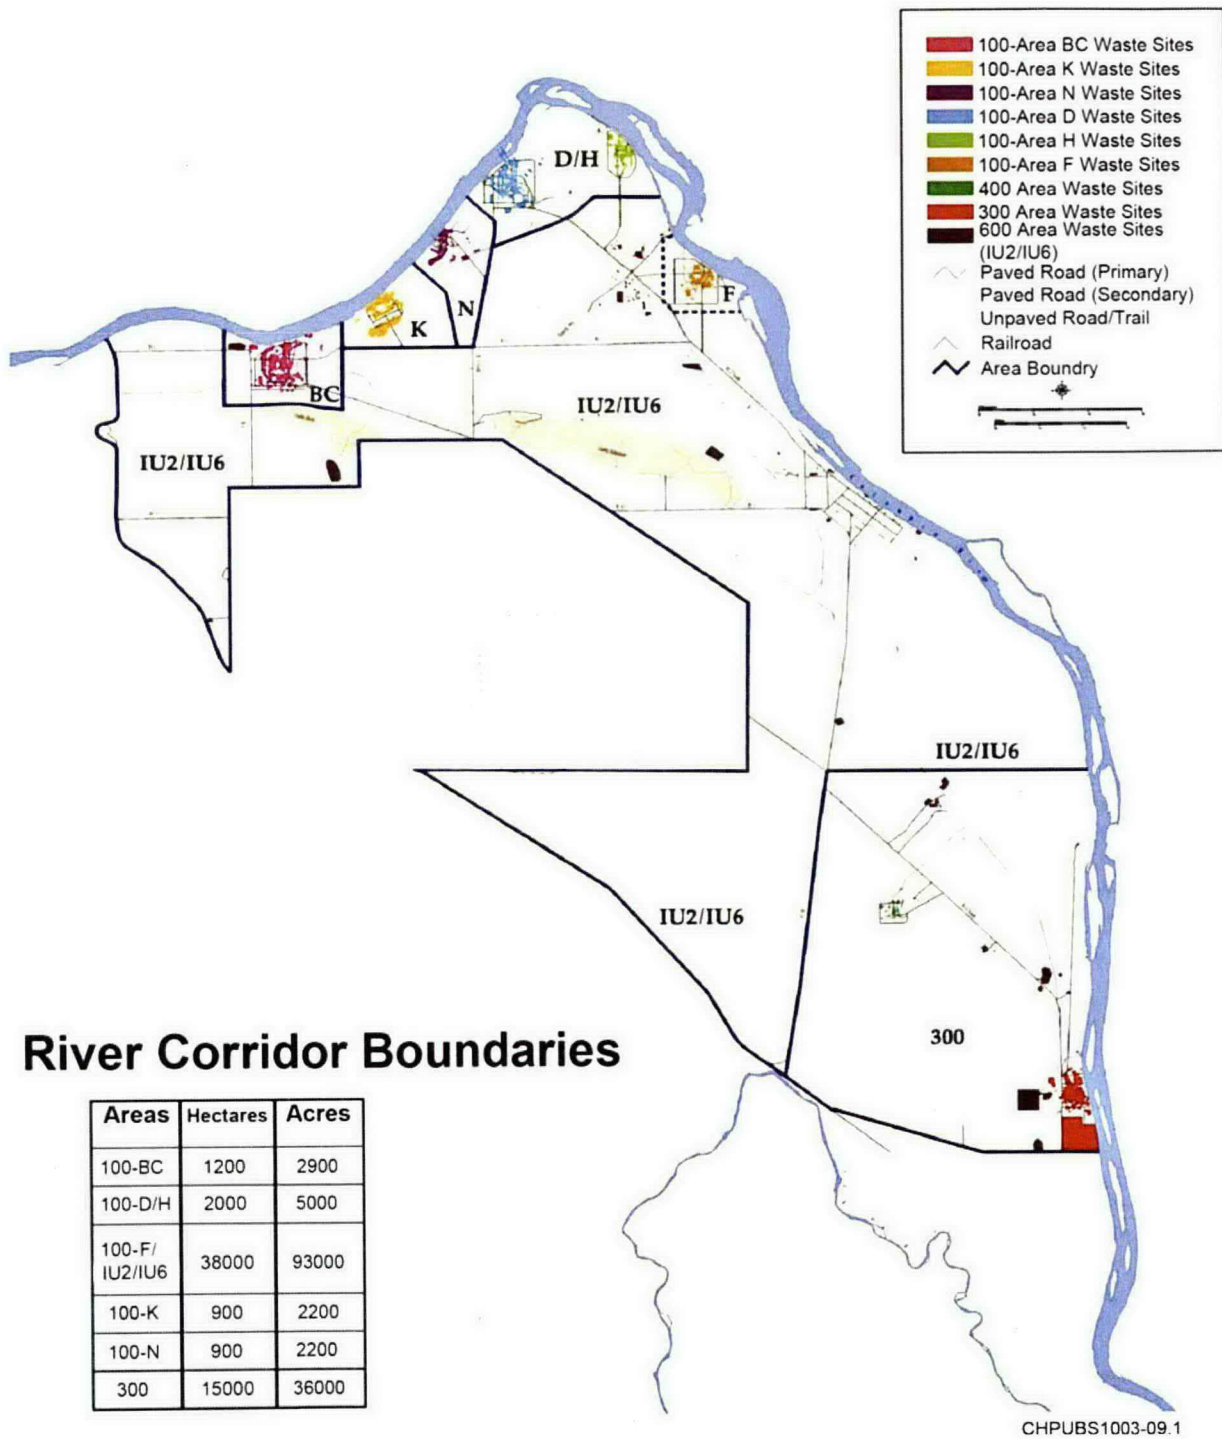 100-Area BC Waste Sites
100-Area K Waste Sites
100-Area N Waste Sites
100-Area D Waste Sites
100-Area H Waste Sites
100-Area F Waste Sites
400 Area Waste Sites
300 Area Waste Sites
600 Area Waste Sites
(IU2/IU6)
Paved Road (Primary)
Paved Road (Secondary)
Unpaved Road/Trail
Railroad
Area Boundry
D/H
F
N
K
BC
IU2/IU6
IU2/IU6
IU2/IU6
IU2/IU6
300
River Corridor Boundaries
Areas Hectares Acres
100-BC 1200 2900
100-D/H 2000 5000
100-F/
IU2/IU6 38000 93000
100-K 900 2200
100-N 900 2200
300 15000 36000
CHPUBS1003-09.1